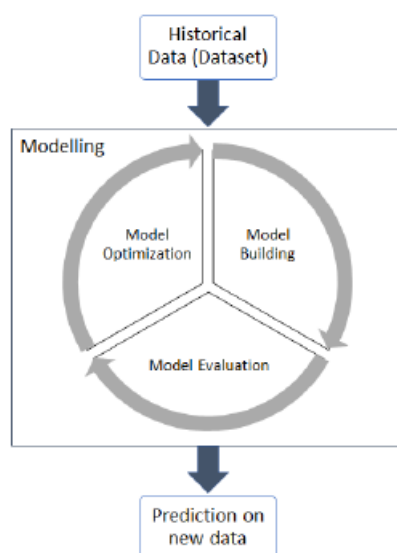 Historical
Data (Dataset)
Modelling
Model
Optimization
Model
Building
Model Evaluation
Prediction on
new data